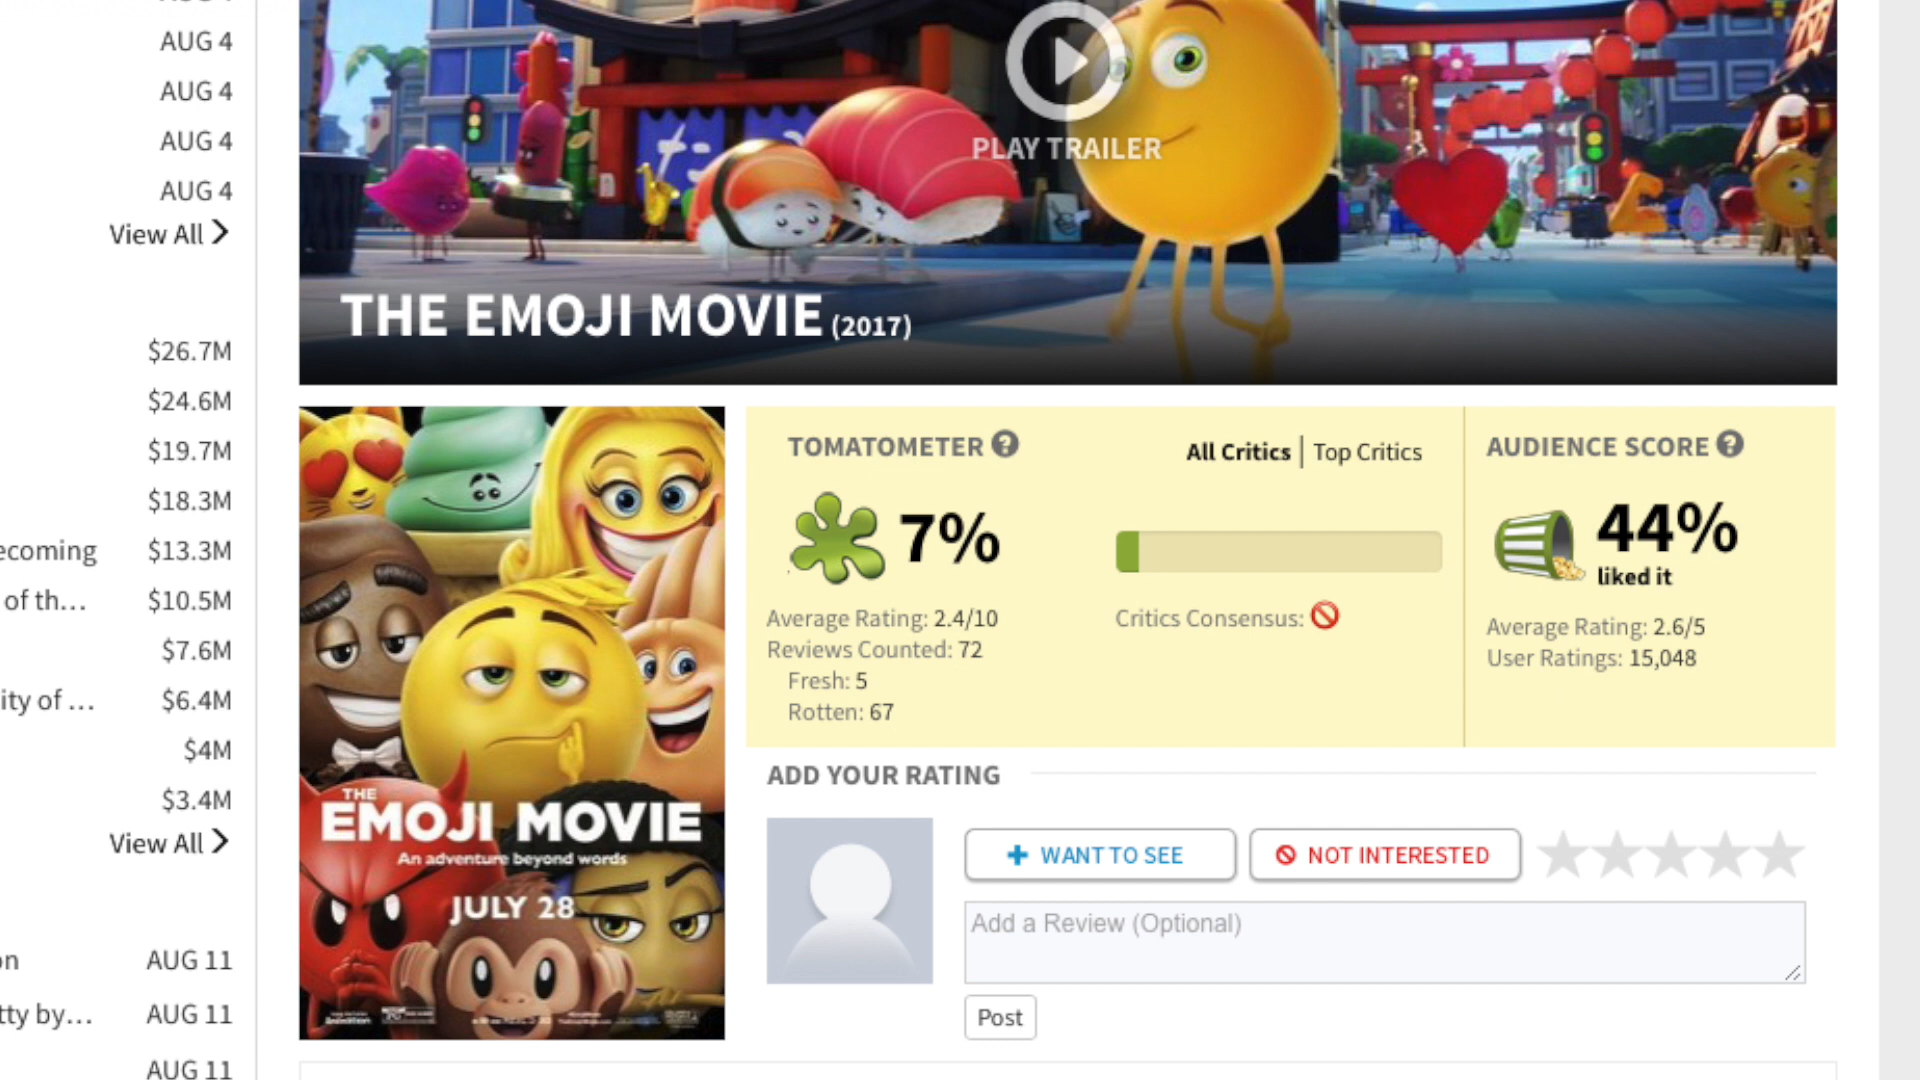 AUG 4
AUG 4
AUG 4
AUG 4
View All
$26.7M
$24.6M
$19.7M
$18.3M
ecoming $13.3M
of th... $10.5M
$7.6M
ity of ... $6.4M
$4M
$3.4M
View All
on AUG 11
tty by... AUG 11
AUG 11
PLAY TRAILER
THE EMOJI MOVIE (2017)
THE
EMOJI MOVIE
An adventure beyond words
JULY 28
TOMATOMETER ?
All Critics | Top Critics
7%
Average Rating: 2.4/10
Reviews Counted: 72
Fresh: 5
Rotten: 67
Critics Consensus: 🚫
AUDIENCE SCORE ?
44%
liked it
Average Rating: 2.6/5
User Ratings: 15,048
ADD YOUR RATING
WANT TO SEE
NOT INTERESTED
Add a Review (Optional)
Post